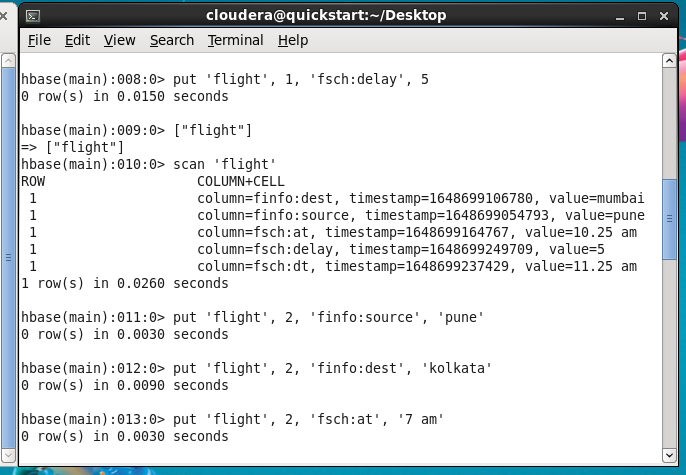 cloudera@quickstart:~/Desktop
File Edit View Search Terminal Help
hbase(main):008:0> put 'flight', 1, 'fsch:delay', 5
0 row(s) in 0.0150 seconds
hbase(main):009:0> ["flight"]
=> ["flight"]
hbase(main):010:0> scan 'flight'
ROW COLUMN+CELL
1 column=finfo:dest, timestamp=1648699106780, value=mumbai
1 column=finfo:source, timestamp=1648699054793, value=pune
1 column=fsch:at, timestamp=1648699164767, value=10.25 am
1 column=fsch:delay, timestamp=1648699249709, value=5
1 column=fsch:dt, timestamp=1648699237429, value=11.25 am
1 row(s) in 0.0260 seconds
hbase(main):011:0> put 'flight', 2, 'finfo:source', 'pune'
0 row(s) in 0.0030 seconds
hbase(main):012:0> put 'flight', 2, 'finfo:dest', 'kolkata'
0 row(s) in 0.0090 seconds
hbase(main):013:0> put 'flight', 2, 'fsch:at', '7 am'
0 row(s) in 0.0030 seconds